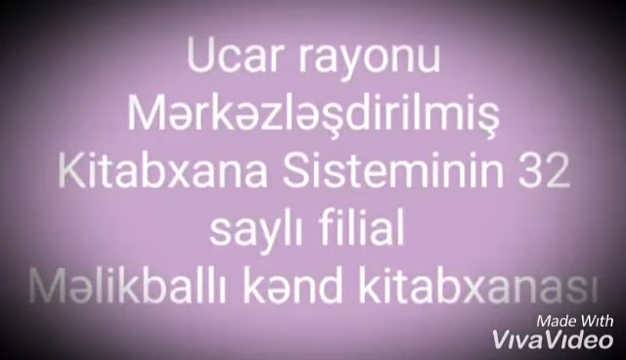 Ucar rayonu
Mərkəzləşdirilmiş
Kitabxana Sisteminin 32
saylı filial
Məlikballı kənd kitabxanası
Made With
VivaVideo